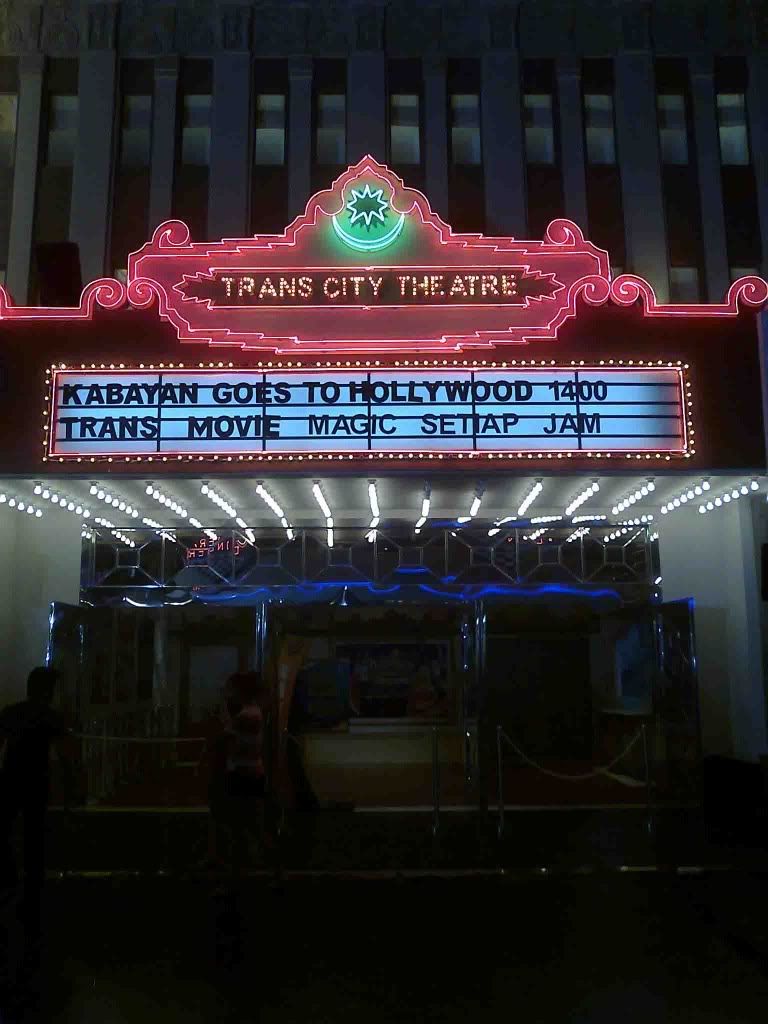 TRANS CITY THEATRE
KABAYAN GOES TO HOLLYWOOD 1400
TRANS MOVIE MAGIC SETIAP JAM